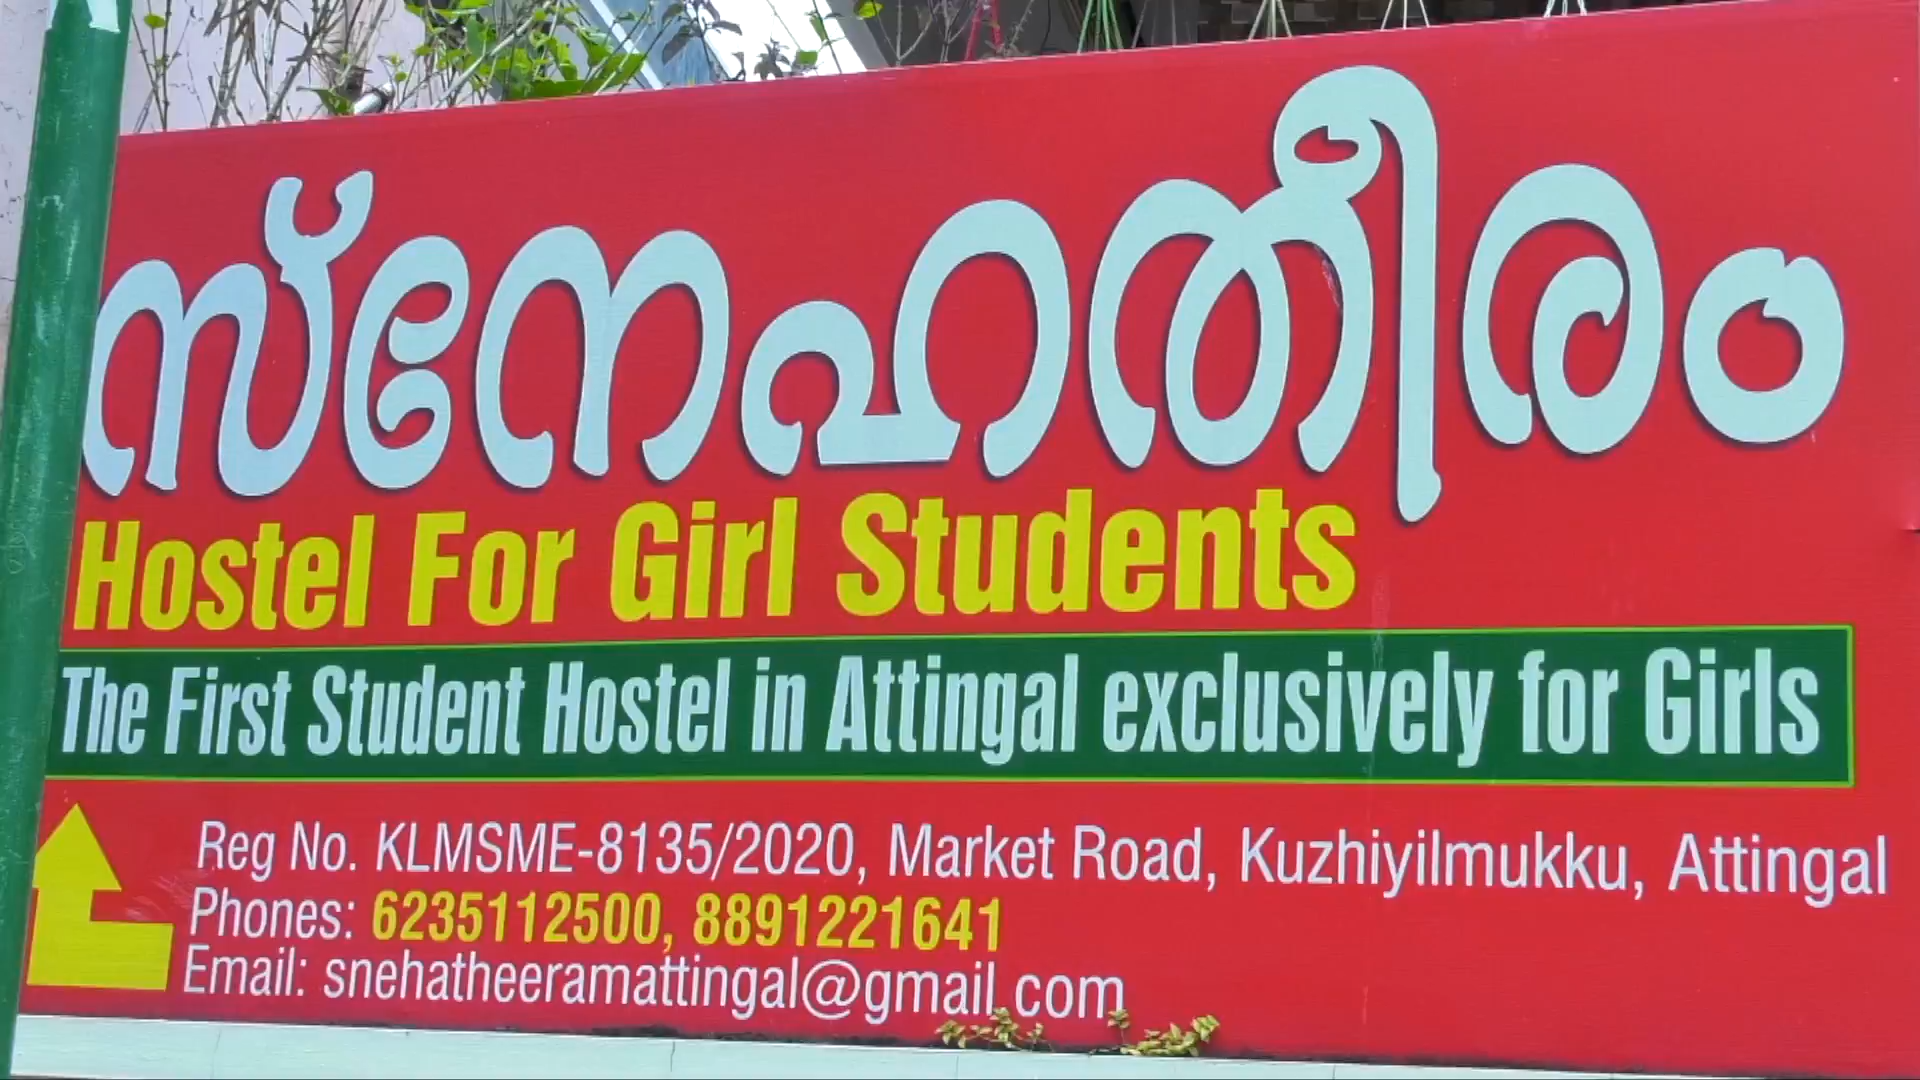 സ്നേഹതീരം
Hostel For Girl Students
The First Student Hostel in Attingal exclusively for Girls
Reg No. KLMSME-8135/2020, Market Road, Kuzhiyilmukku, Attingal
Phones: 6235112500, 8891221641
Email: snehatheeramattingal@gmail.com